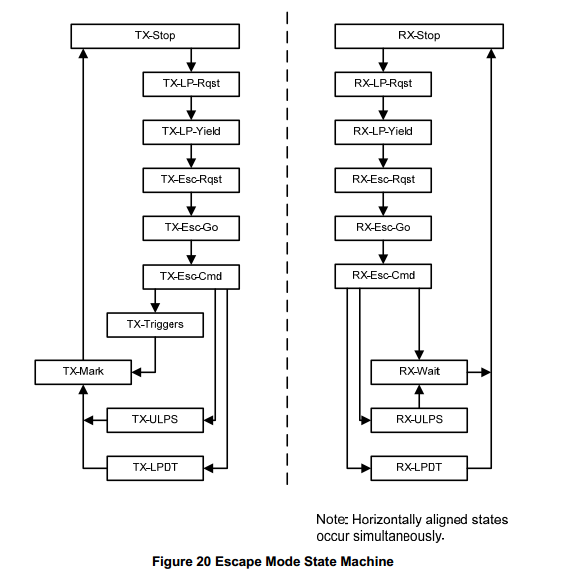 TX-Stop
RX-Stop
TX-LP-Rqst
RX-LP-Rqst
TX-LP-Yield
RX-LP-Yield
TX-Esc-Rqst
RX-Esc-Rqst
TX-Esc-Go
RX-Esc-Go
TX-Esc-Cmd
RX-Esc-Cmd
TX-Triggers
TX-Mark
RX-Wait
TX-ULPS
RX-ULPS
TX-LPDT
RX-LPDT
Note: Horizontally aligned states
occur simultaneously.
Figure 20 Escape Mode State Machine